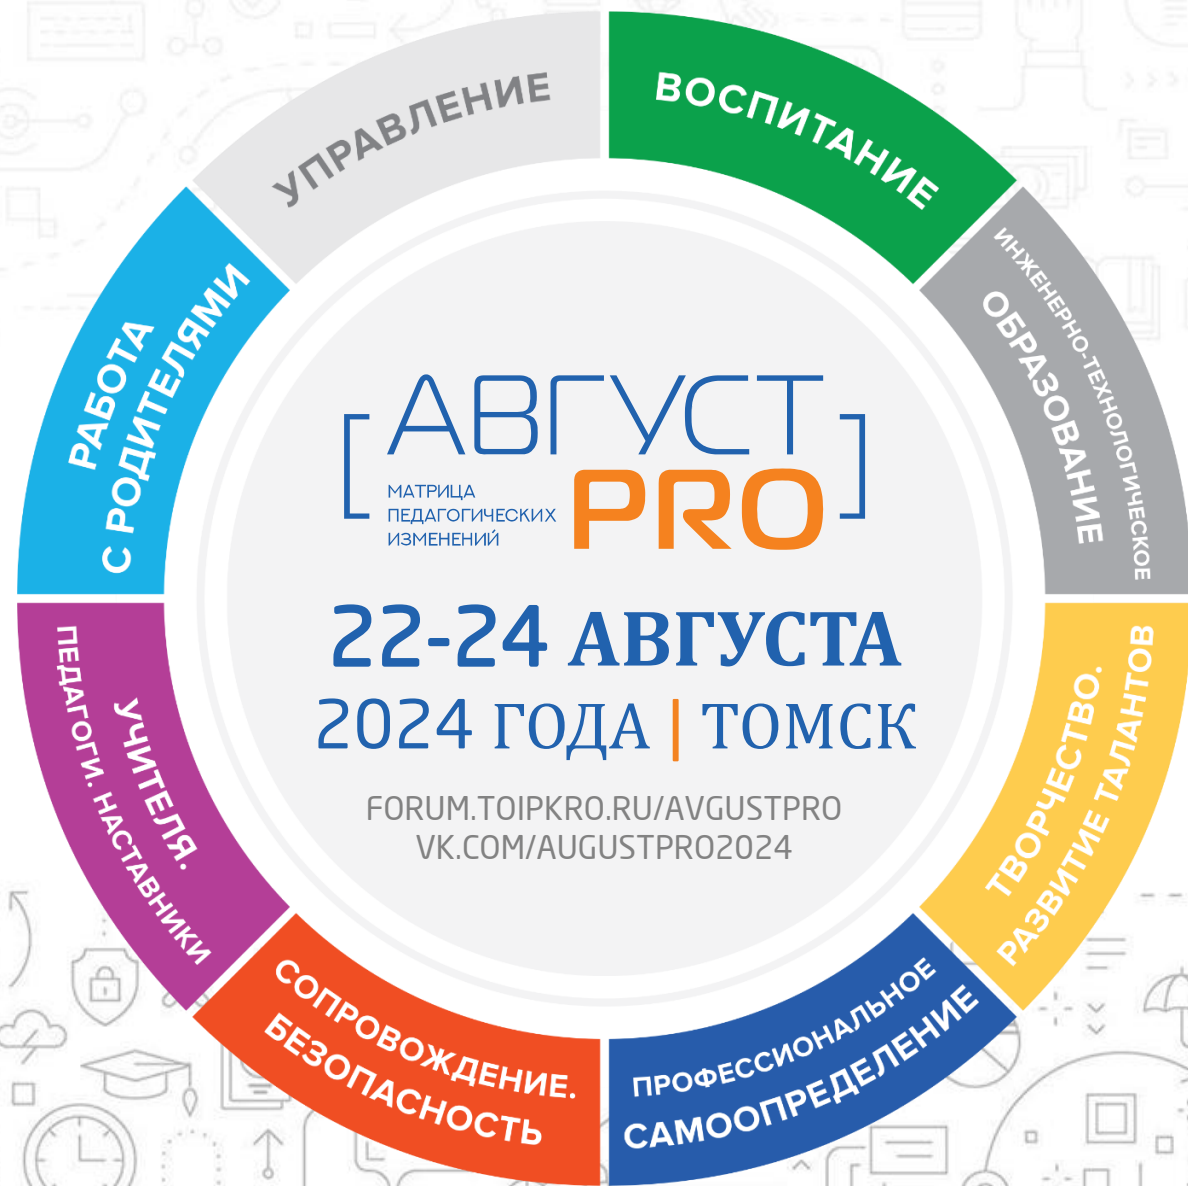 УПРАВЛЕНИЕ
ВОСПИТАНИЕ
ИНЖЕНЕРНО-ТЕХНОЛОГИЧЕСКОЕ
ОБРАЗОВАНИЕ
ТВОРЧЕСТВО.
РАЗВИТИЕ ТАЛАНТОВ
ПРОФЕССИОНАЛЬНОЕ
САМООПРЕДЕЛЕНИЕ
СОПРОВОЖДЕНИЕ.
БЕЗОПАСНОСТЬ
УЧИТЕЛЯ.
ПЕДАГОГИ. НАСТАВНИКИ
РАБОТА
С РОДИТЕЛЯМИ
[АВГУСТ
PRO]
МАТРИЦА
ПЕДАГОГИЧЕСКИХ
ИЗМЕНЕНИЙ
22-24 АВГУСТА
2024 ГОДА | ТОМСК
FORUM.TOIPKRO.RU/AVGUSTPRO
VK.COM/AUGUSTPRO2024